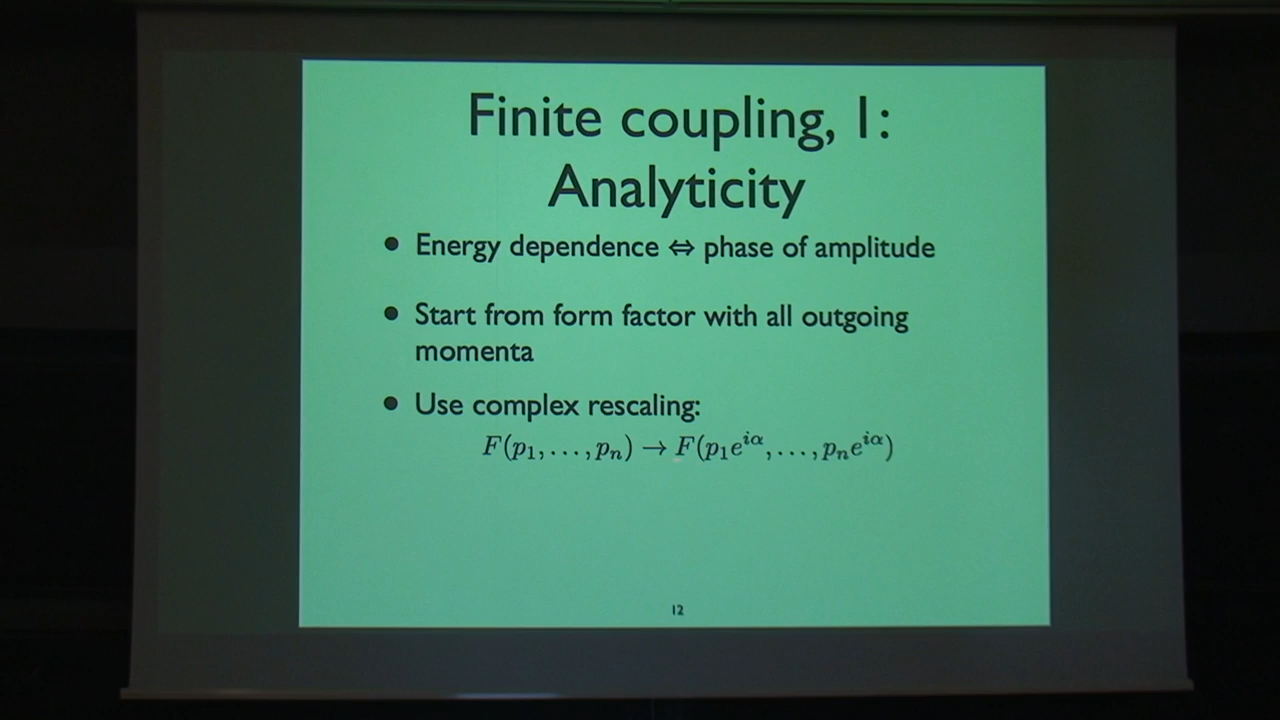 Finite coupling, 1:
Analyticity
• Energy dependence ⇔ phase of amplitude
• Start from form factor with all outgoing
momenta
• Use complex rescaling:
F(p₁, . . . , pₙ) → F(p₁e^{iα}, . . . , pₙe^{iα})
12